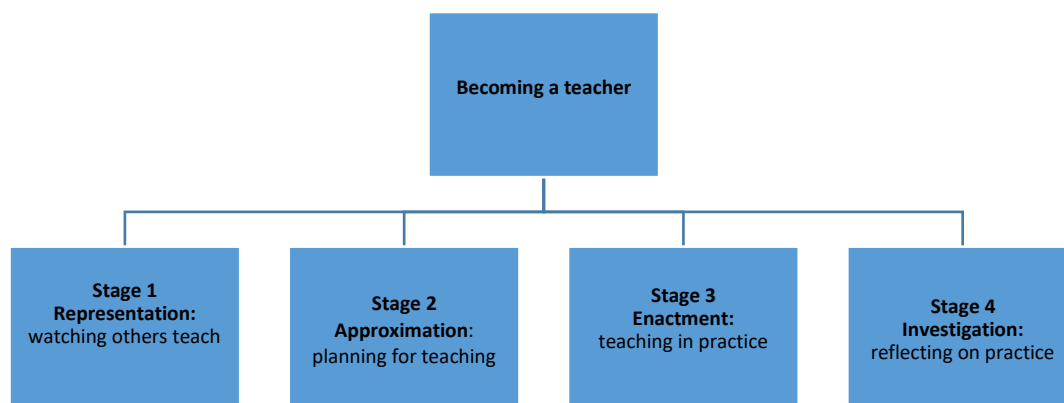 Becoming a teacher
Stage 1
Representation:
watching others teach
Stage 2
Approximation:
planning for teaching
Stage 3
Enactment:
teaching in practice
Stage 4
Investigation:
reflecting on practice